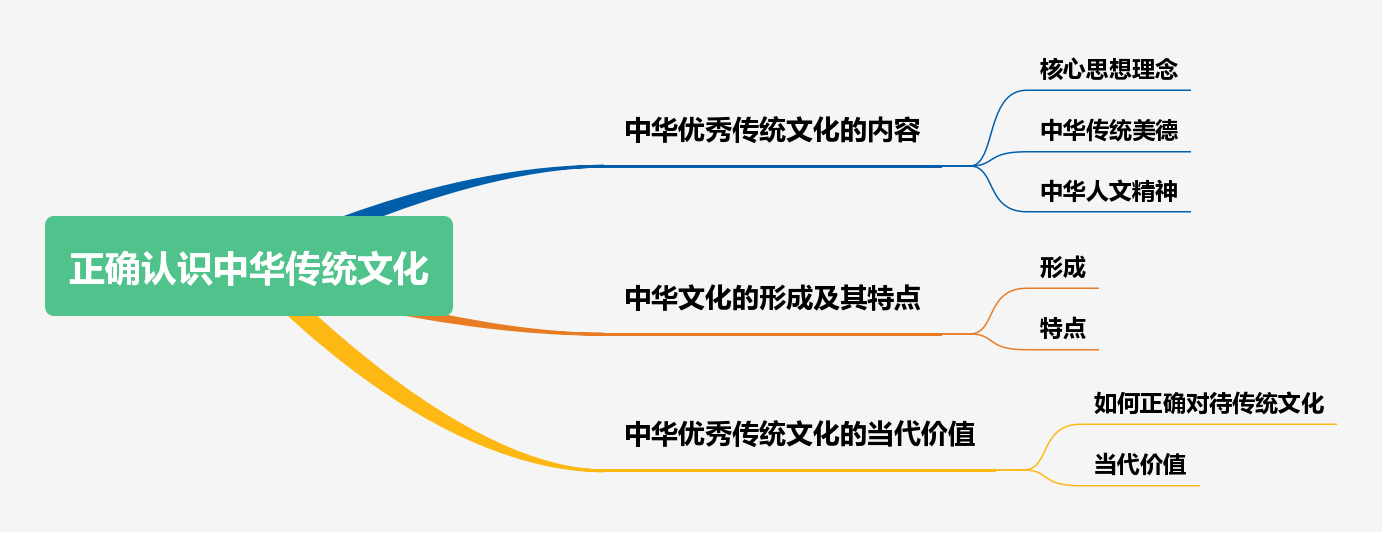 正确认识中华传统文化
中华优秀传统文化的内容
核心思想理念
中华传统美德
中华人文精神
中华文化的形成及其特点
形成
特点
中华优秀传统文化的当代价值
如何正确对待传统文化
当代价值